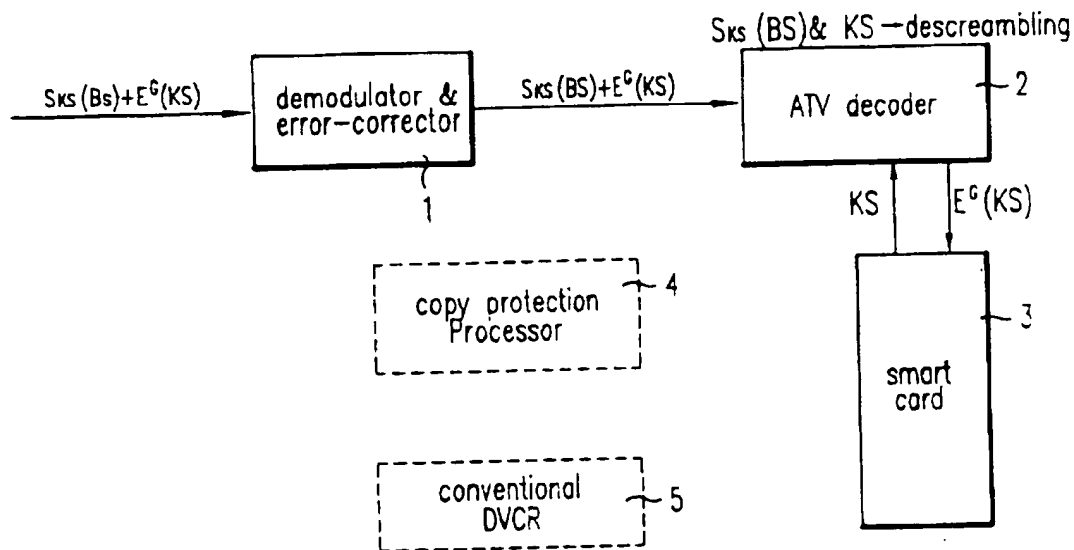 SKS(BS)& KS→descreambling
SKS(BS)+E^G(KS)
demodulator &
error-corrector
1
SKS(BS)+E^G(KS)
ATV decoder
2
KS
E^G(KS)
copy protection
Processor
4
smart
card
3
conventional
DVCR
5